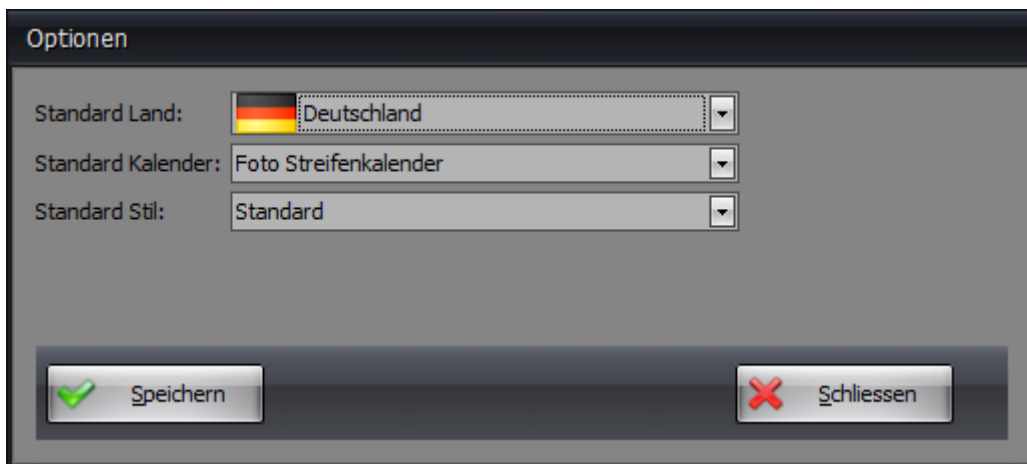 Optionen
Standard Land: Deutschland
Standard Kalender: Foto Streifenkalender
Standard Stil: Standard
Speichern Schliessen